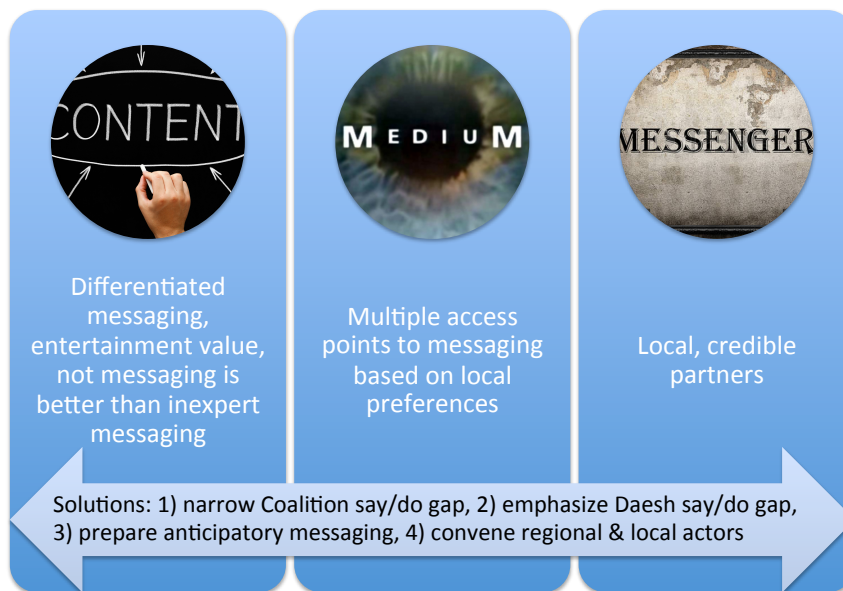 CONTENT
Differentiated
messaging,
entertainment value,
not messaging is
better than inexpert
messaging
MEDIUM
Multiple access
points to messaging
based on local
preferences
MESSENGER
Local, credible
partners
Solutions: 1) narrow Coalition say/do gap, 2) emphasize Daesh say/do gap,
3) prepare anticipatory messaging, 4) convene regional & local actors